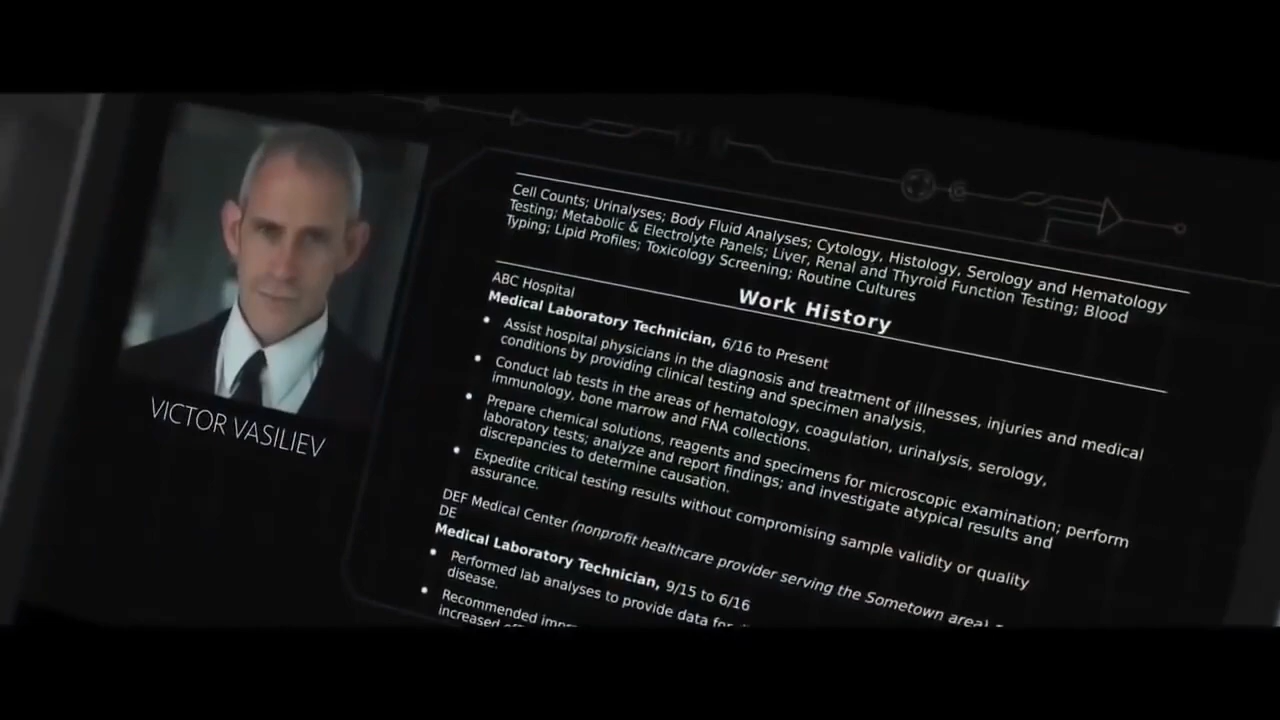 VICTOR VASILIEV
Cell Counts; Urinalyses; Body Fluid Analyses; Cytology, Histology, Serology and Hematology
Testing; Metabolic & Electrolyte Panels; Liver, Renal and Thyroid Function Testing; Blood
Typing; Lipid Profiles; Toxicology Screening; Routine Cultures
Work History
ABC Hospital
Medical Laboratory Technician, 6/16 to Present
• Assist hospital physicians in the diagnosis and treatment of illnesses, injuries and medical
conditions by providing clinical testing and specimen analysis.
• Conduct lab tests in the areas of hematology, coagulation, urinalysis, serology,
immunology, bone marrow and FNA collections.
• Prepare chemical solutions, reagents and specimens for microscopic examination; perform
laboratory tests; analyze and report findings; and investigate atypical results and
discrepancies to determine causation.
• Expedite critical testing results without compromising sample validity or quality
assurance.
DEF Medical Center (nonprofit healthcare provider serving the Sometown area)
DE
Medical Laboratory Technician, 9/15 to 6/16
• Performed lab analyses to provide data for
disease.
• Recommended
increased